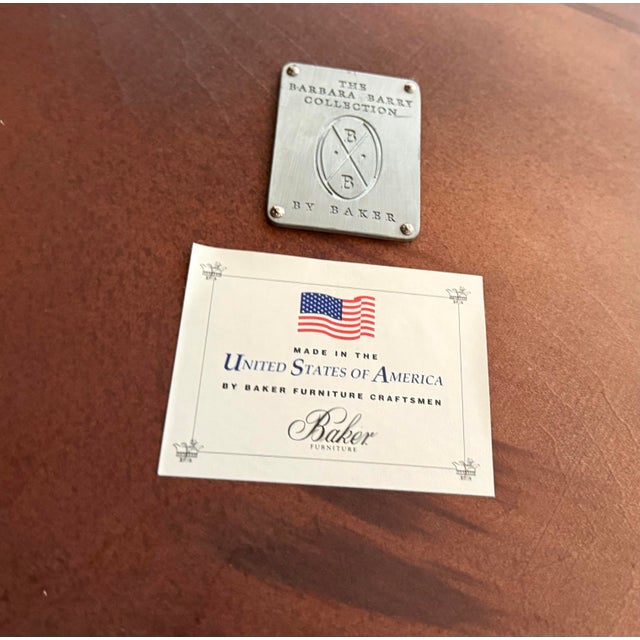 THE
BARBARA BARRY
COLLECTION
B
B
BY BAKER
MADE IN THE
UNITED STATES OF AMERICA
BY BAKER FURNITURE CRAFTSMEN
Baker
FURNITURE